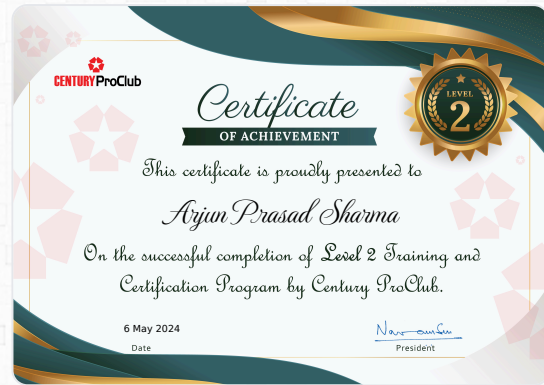 CENTURY ProClub
LEVEL
2
Certificate
OF ACHIEVEMENT
This certificate is proudly presented to
Arjun Prasad Sharma
On the successful completion of Level 2 Training and
Certification Program by Century ProClub.
6 May 2024
Date
President